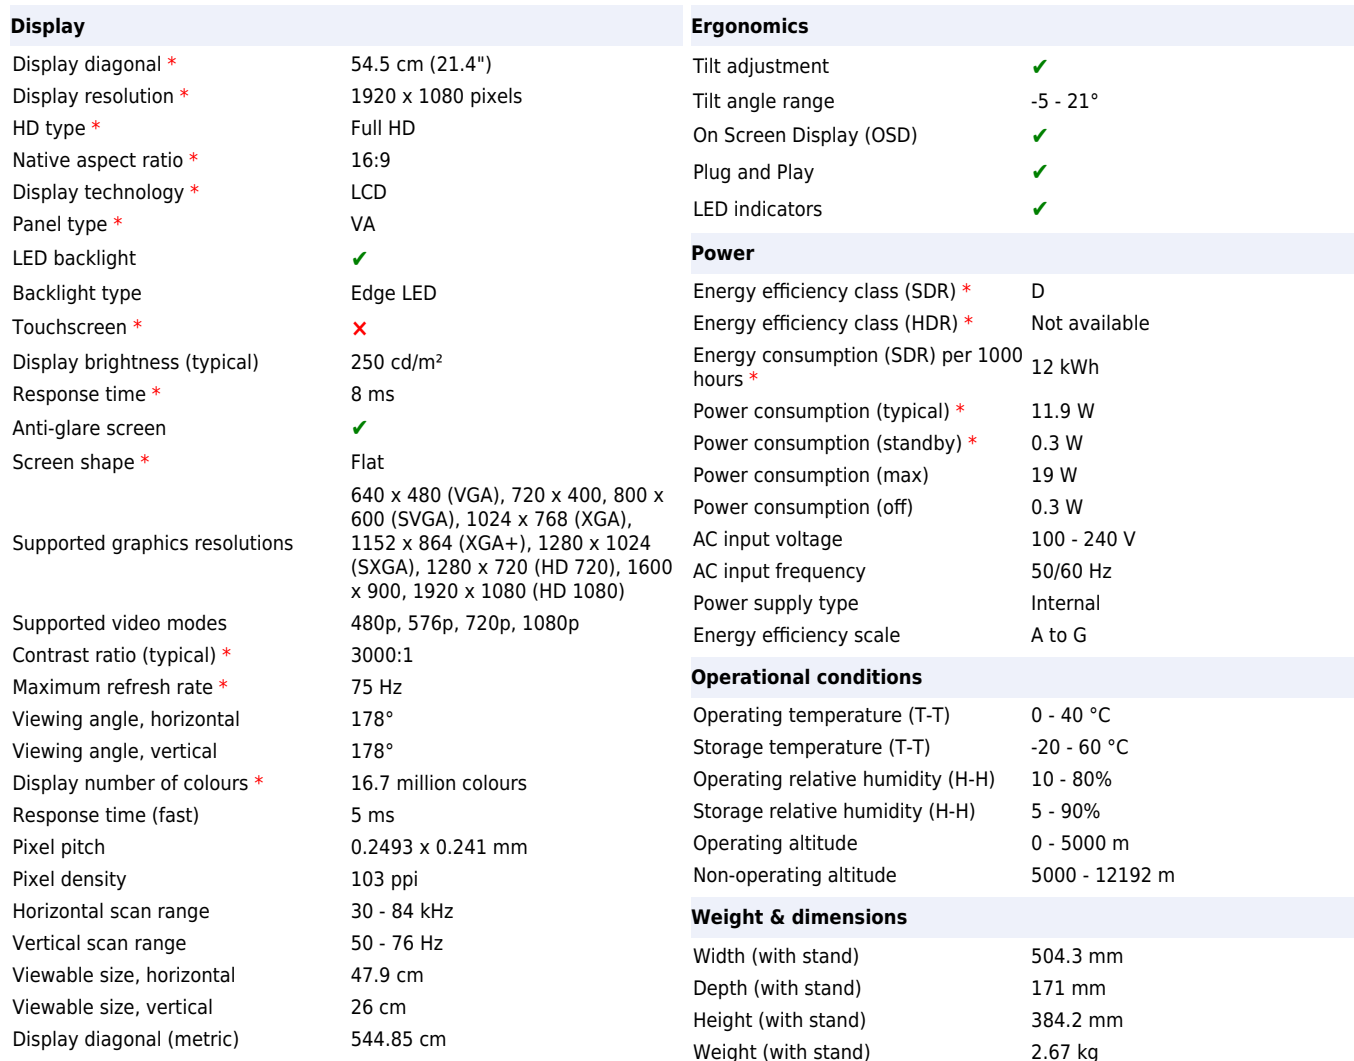 Display
Display diagonal * 54.5 cm (21.4")
Display resolution * 1920 x 1080 pixels
HD type * Full HD
Native aspect ratio * 16:9
Display technology * LCD
Panel type * VA
LED backlight ✔
Backlight type Edge LED
Touchscreen * ✕
Display brightness (typical) 250 cd/m²
Response time * 8 ms
Anti-glare screen ✔
Screen shape * Flat
Supported graphics resolutions
640 x 480 (VGA), 720 x 400, 800 x
600 (SVGA), 1024 x 768 (XGA),
1152 x 864 (XGA+), 1280 x 1024
(SXGA), 1280 x 720 (HD 720), 1600
x 900, 1920 x 1080 (HD 1080)
Supported video modes 480p, 576p, 720p, 1080p
Contrast ratio (typical) * 3000:1
Maximum refresh rate * 75 Hz
Viewing angle, horizontal 178°
Viewing angle, vertical 178°
Display number of colours * 16.7 million colours
Response time (fast) 5 ms
Pixel pitch 0.2493 x 0.241 mm
Pixel density 103 ppi
Horizontal scan range 30 - 84 kHz
Vertical scan range 50 - 76 Hz
Viewable size, horizontal 47.9 cm
Viewable size, vertical 26 cm
Display diagonal (metric) 544.85 cm
Ergonomics
Tilt adjustment ✔
Tilt angle range -5 - 21°
On Screen Display (OSD) ✔
Plug and Play ✔
LED indicators ✔
Power
Energy efficiency class (SDR) * D
Energy efficiency class (HDR) * Not available
Energy consumption (SDR) per 1000
hours * 12 kWh
Power consumption (typical) * 11.9 W
Power consumption (standby) * 0.3 W
Power consumption (max) 19 W
Power consumption (off) 0.3 W
AC input voltage 100 - 240 V
AC input frequency 50/60 Hz
Power supply type Internal
Energy efficiency scale A to G
Operational conditions
Operating temperature (T-T) 0 - 40 °C
Storage temperature (T-T) -20 - 60 °C
Operating relative humidity (H-H) 10 - 80%
Storage relative humidity (H-H) 5 - 90%
Operating altitude 0 - 5000 m
Non-operating altitude 5000 - 12192 m
Weight & dimensions
Width (with stand) 504.3 mm
Depth (with stand) 171 mm
Height (with stand) 384.2 mm
Weight (with stand) 2.67 kg